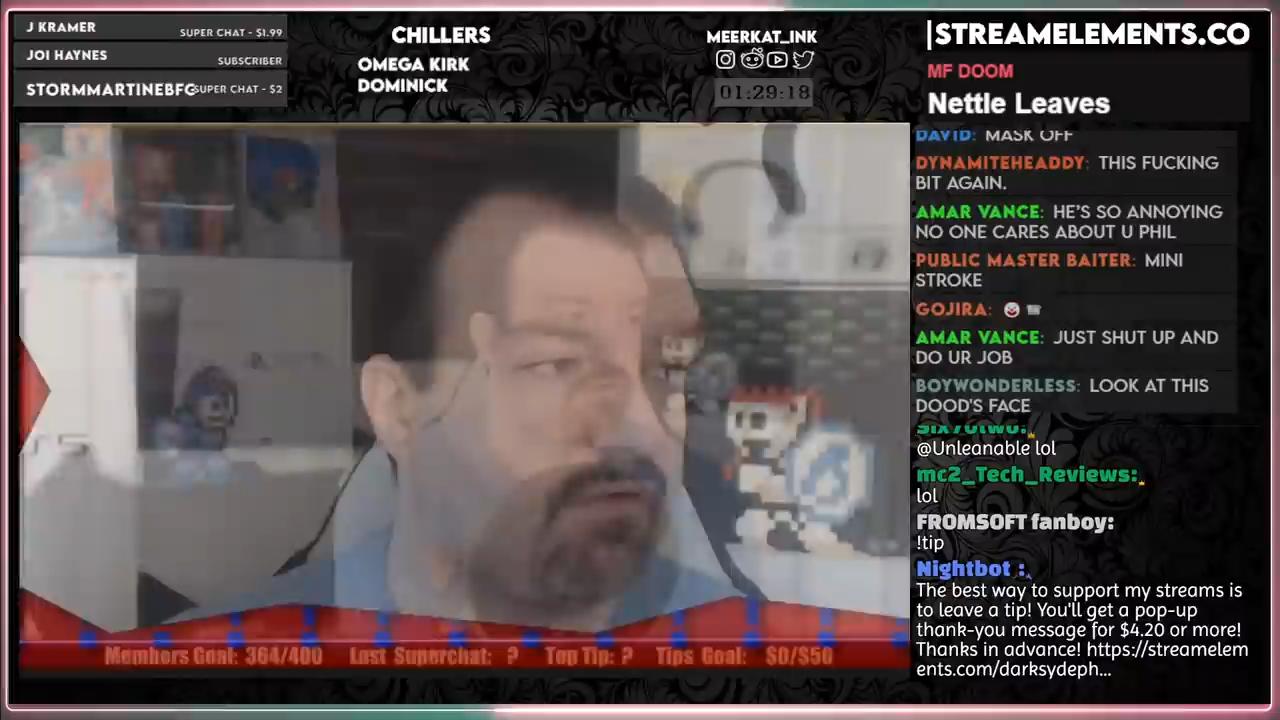 J KRAMER
SUPER CHAT - $1.99
JOI HAYNES
SUBSCRIBER
STORMMARTINEBFG
SUPER CHAT - $2
CHILLERS
OMEGA KIRK
DOMINICK
MEERKAT_INK
01:29:18
|STREAMELEMENTS.CO
MF DOOM
Nettle Leaves
DAVID: MASK OFF
DYNAMITEHEADDY: THIS FUCKING
BIT AGAIN.
AMAR VANCE: HE'S SO ANNOYING
NO ONE CARES ABOUT U PHIL
PUBLIC MASTER BAITER: MINI
STROKE
GOJIRA:
AMAR VANCE: JUST SHUT UP AND
DO UR JOB
BOYWONDERLESS: LOOK AT THIS
DOOD'S FACE
@Unleanable lol
mc2_Tech_Reviews:
lol
FROMSOFT fanboy:
!tip
Nightbot :
The best way to support my streams is
to leave a tip! You'll get a pop-up
thank-you message for $4.20 or more!
Thanks in advance! https://streamelem
ents.com/darksydeph...
Members Goal: 364/400 Last Superchat: ? Top Tip: ? Tips Goal: $0/$50